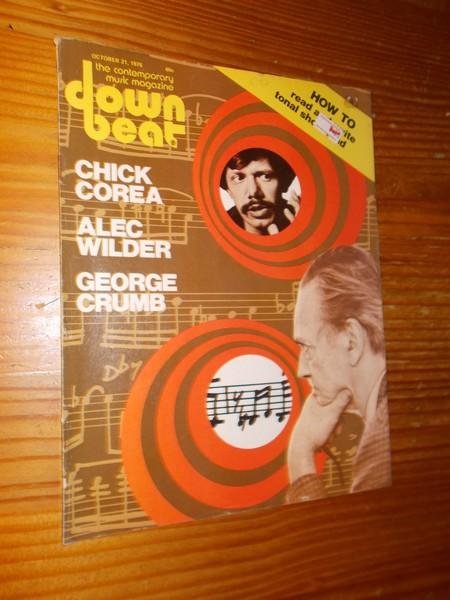 OCTOBER 21, 1976
the contemporary
music magazine
down
beat
HOW TO
read a
tonal
CHICK
COREA
ALEC
WILDER
GEORGE
CRUMB
Db7